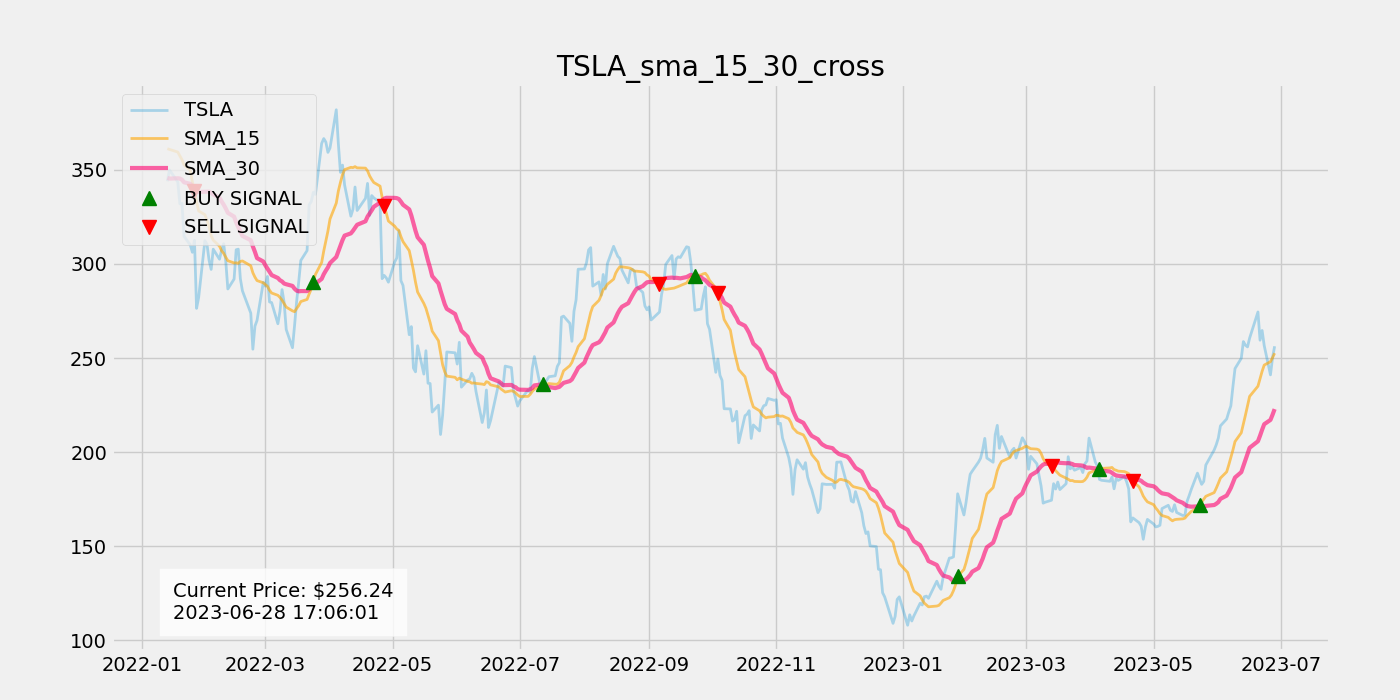 TSLA_sma_15_30_cross
TSLA
SMA_15
SMA_30
BUY SIGNAL
SELL SIGNAL
350
300
250
200
150
100
Current Price: $256.24
2023-06-28 17:06:01
2022-01 2022-03 2022-05 2022-07 2022-09 2022-11 2023-01 2023-03 2023-05 2023-07